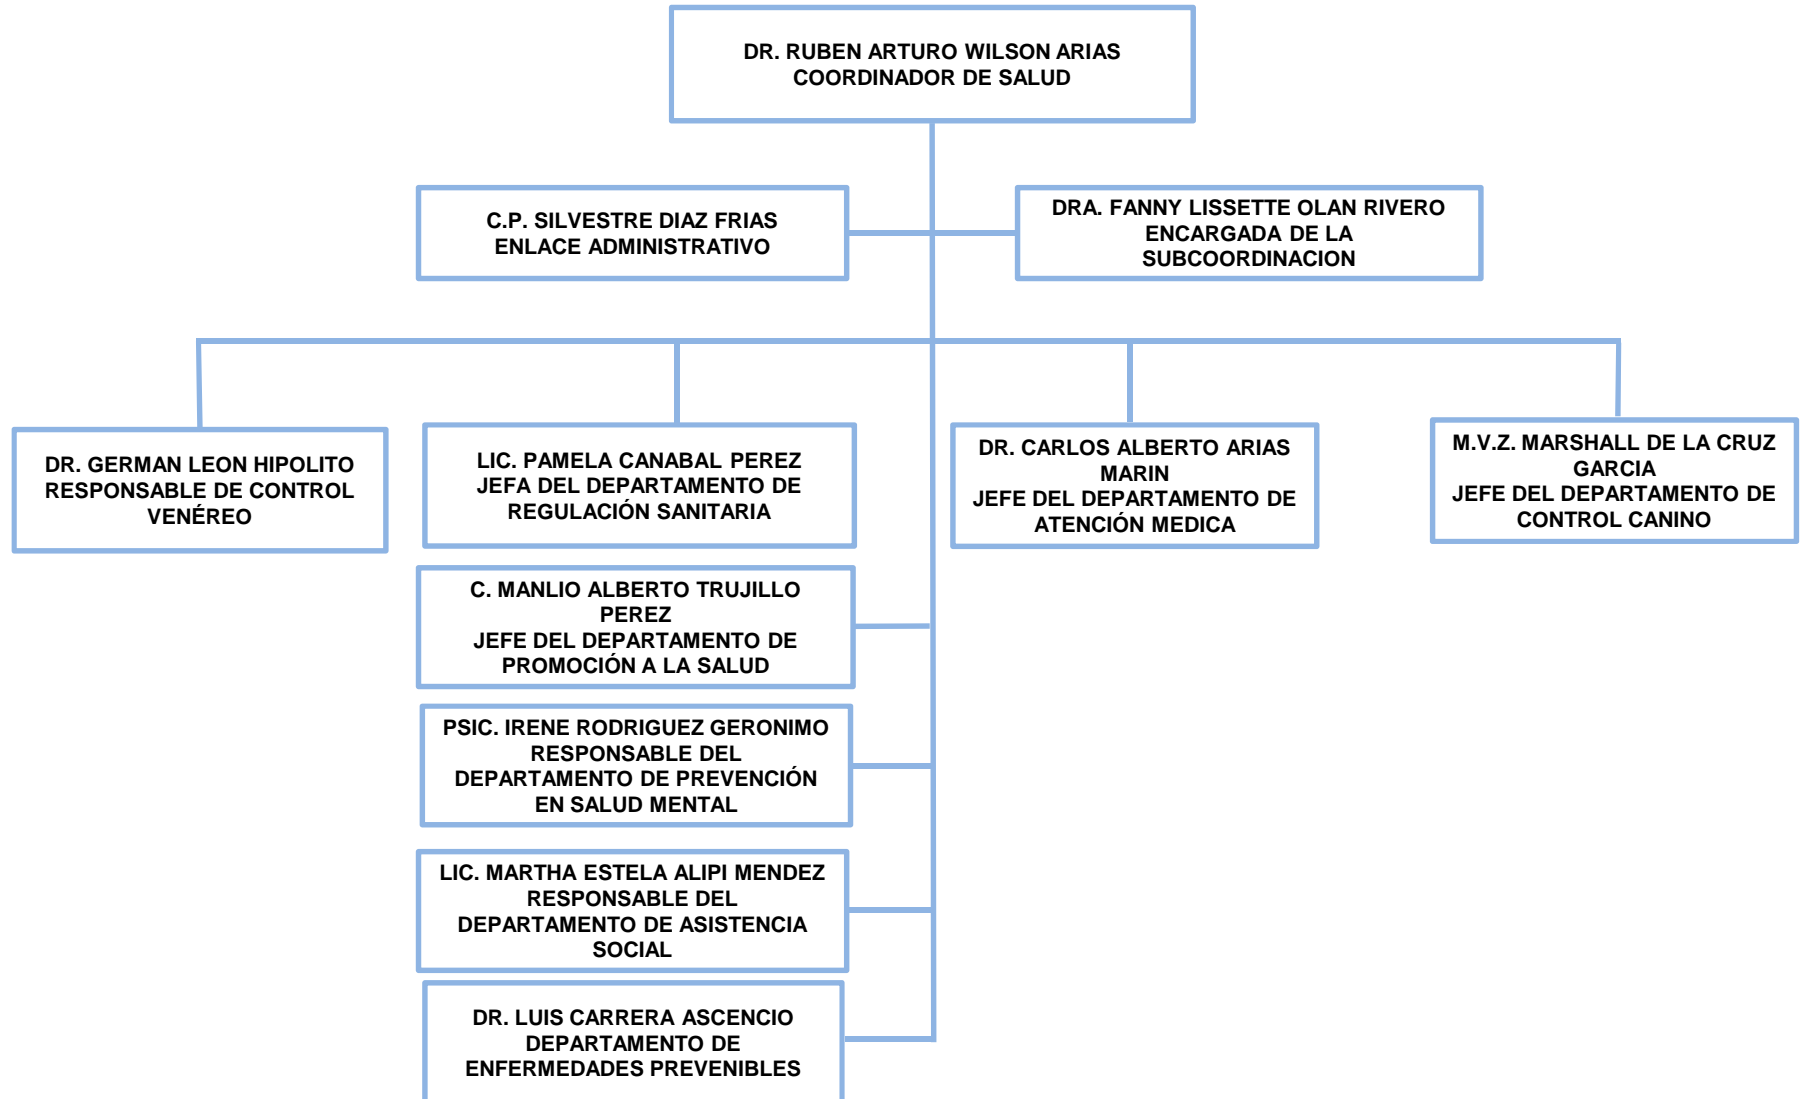 DR. RUBEN ARTURO WILSON ARIAS
COORDINADOR DE SALUD
C.P. SILVESTRE DIAZ FRIAS
ENLACE ADMINISTRATIVO
DRA. FANNY LISSETTE OLAN RIVERO
ENCARGADA DE LA
SUBCOORDINACION
DR. GERMAN LEON HIPOLITO
RESPONSABLE DE CONTROL
VENÉREO
LIC. PAMELA CANABAL PEREZ
JEFA DEL DEPARTAMENTO DE
REGULACIÓN SANITARIA
DR. CARLOS ALBERTO ARIAS
MARIN
JEFE DEL DEPARTAMENTO DE
ATENCIÓN MEDICA
M.V.Z. MARSHALL DE LA CRUZ
GARCIA
JEFE DEL DEPARTAMENTO DE
CONTROL CANINO
C. MANLIO ALBERTO TRUJILLO
PEREZ
JEFE DEL DEPARTAMENTO DE
PROMOCIÓN A LA SALUD
PSIC. IRENE RODRIGUEZ GERONIMO
RESPONSABLE DEL
DEPARTAMENTO DE PREVENCIÓN
EN SALUD MENTAL
LIC. MARTHA ESTELA ALIPI MENDEZ
RESPONSABLE DEL
DEPARTAMENTO DE ASISTENCIA
SOCIAL
DR. LUIS CARRERA ASCENCIO
DEPARTAMENTO DE
ENFERMEDADES PREVENIBLES